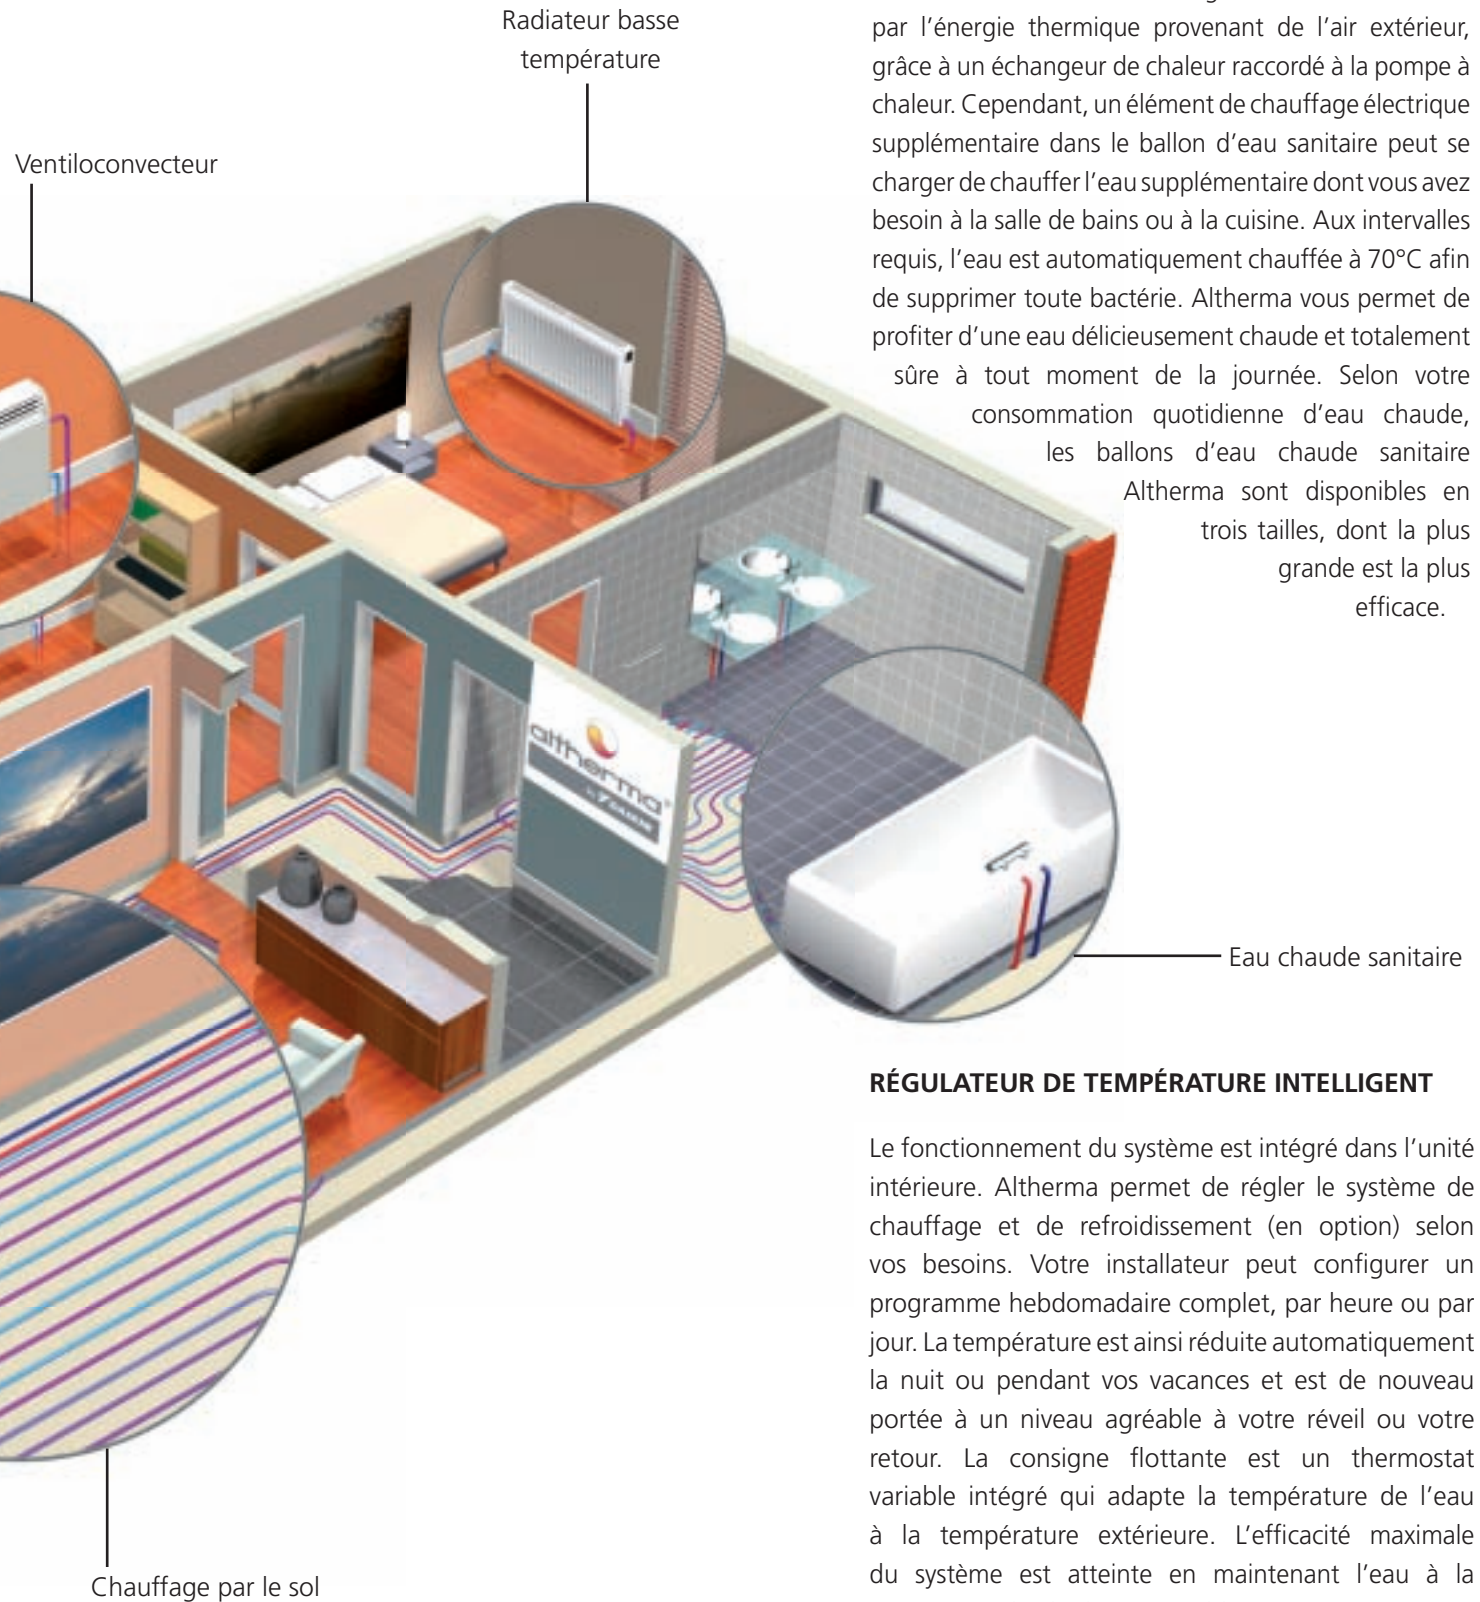 Radiateur basse
température
Ventiloconvecteur
par l’énergie thermique provenant de l’air extérieur,
grâce à un échangeur de chaleur raccordé à la pompe à
chaleur. Cependant, un élément de chauffage électrique
supplémentaire dans le ballon d’eau sanitaire peut se
charger de chauffer l’eau supplémentaire dont vous avez
besoin à la salle de bains ou à la cuisine. Aux intervalles
requis, l’eau est automatiquement chauffée à 70°C afin
de supprimer toute bactérie. Altherma vous permet de
profiter d’une eau délicieusement chaude et totalement
sûre à tout moment de la journée. Selon votre
consommation quotidienne d’eau chaude,
les ballons d’eau chaude sanitaire
Altherma sont disponibles en
trois tailles, dont la plus
grande est la plus
efficace.
altherma®
by DAIKIN
Eau chaude sanitaire
RÉGULATEUR DE TEMPÉRATURE INTELLIGENT
Le fonctionnement du système est intégré dans l’unité
intérieure. Altherma permet de régler le système de
chauffage et de refroidissement (en option) selon
vos besoins. Votre installateur peut configurer un
programme hebdomadaire complet, par heure ou par
jour. La température est ainsi réduite automatiquement
la nuit ou pendant vos vacances et est de nouveau
portée à un niveau agréable à votre réveil ou votre
retour. La consigne flottante est un thermostat
variable intégré qui adapte la température de l’eau
à la température extérieure. L’efficacité maximale
du système est atteinte en maintenant l’eau à la
Chauffage par le sol